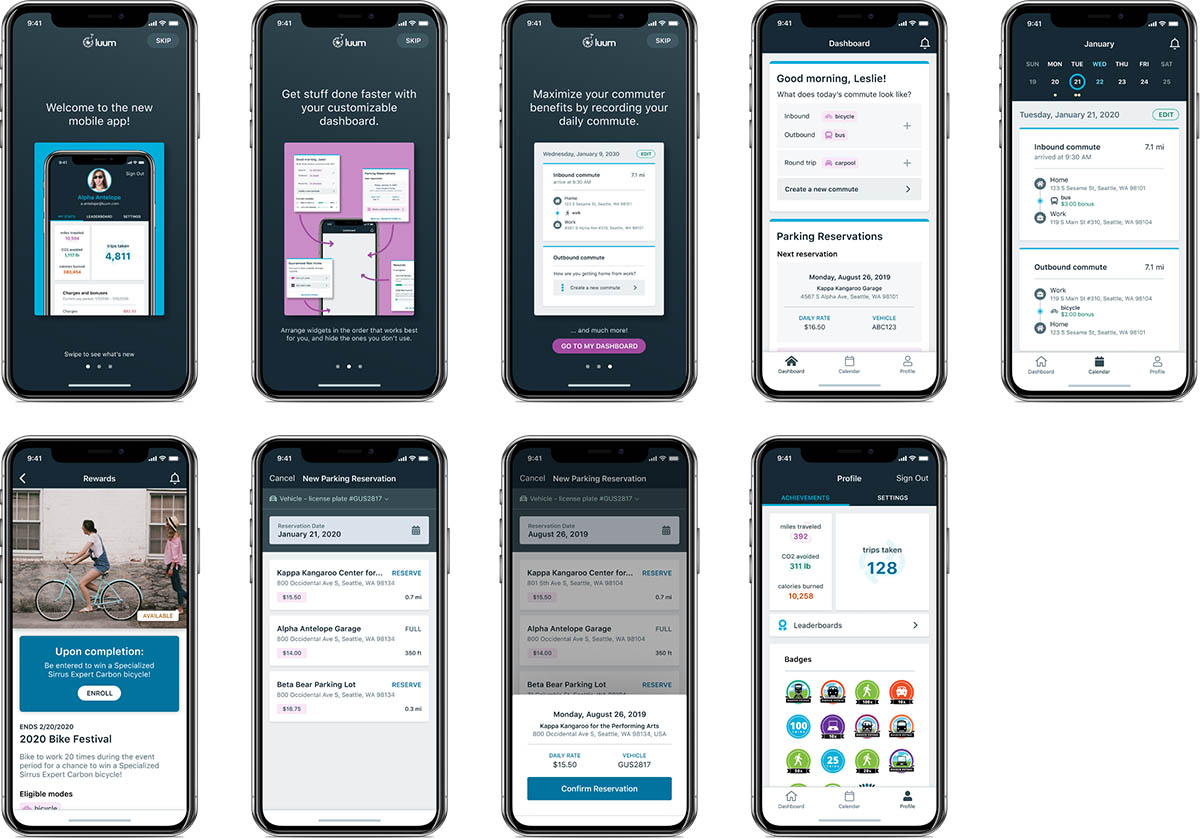 9:41
luum
SKIP
Welcome to the new
mobile app!
9:41
Sign Out
Alpha Antelope
a.antelope@luum.com
MY STATS LEADERBOARD SETTINGS
miles traveled
10,504
CO2 avoided
1,117 lb
calories burned
380,454
trips taken
4,811
Charges and bonuses
Charges
Swipe to see what's new
9:41
luum
SKIP
Get stuff done faster with
your customizable
dashboard.
Arrange widgets in the order that works best
for you, and hide the ones you don't use.
9:41
luum
SKIP
Maximize your commuter
benefits by recording your
daily commute.
Wednesday, January 9, 2030
EDIT
Inbound commute 7.1 mi
arrive at 9:30 AM
Home
123 S Sesame St, Seattle, WA 98101
walk
Work
Outbound commute
How are you getting home from work?
Create a new commute
... and much more!
GO TO MY DASHBOARD
9:41
Dashboard
Good morning, Leslie!
What does today's commute look like?
Inbound bicycle
Outbound bus
+
Round trip carpool +
Create a new commute
Parking Reservations
Next reservation
Monday, August 26, 2019
Kappa Kangaroo Garage
4567 S Alpha Ave, Seattle, WA 98101
DAILY RATE VEHICLE
$16.50 ABC123
Dashboard Calendar Profile
9:41
January
SUN MON TUE WED THU FRI SAT
19 20 21 22 23 24 25
Tuesday, January 21, 2020 EDIT
Inbound commute 7.1 mi
arrived at 9:30 AM
Home
123 S Sesame St, Seattle, WA 98101
bus
$3.00 bonus
Work
119 S Main St #310, Seattle, WA 98104
Outbound commute 7.1 mi
Work
119 S Main St #310, Seattle, WA 98104
bicycle
$2.00 bonus
Home
123 S Sesame St, Seattle, WA 98101
Dashboard Calendar Profile
9:41
Rewards
AVAILABLE
Upon completion:
Be entered to win a Specialized
Sirrus Expert Carbon bicycle!
ENROLL
ENDS 2/20/2020
2020 Bike Festival
Bike to work 20 times during the event
period for a chance to win a Specialized
Sirrus Expert Carbon bicycle!
Eligible modes
bicycle
9:41
Cancel New Parking Reservation
Vehicle – license plate #GUS2817
Reservation Date
January 21, 2020
Kappa Kangaroo Center for... RESERVE
800 Occidental Ave S, Seattle, WA 98134
$15.50 0.7 mi
Alpha Antelope Garage FULL
800 Occidental Ave S, Seattle, WA 98134
$14.00 350 ft
Beta Bear Parking Lot RESERVE
800 Occidental Ave S, Seattle, WA 98134
$16.75 0.3 mi
9:41
Cancel New Parking Reservation
Vehicle – license plate #GUS2817
Reservation Date
August 26, 2019
Kappa Kangaroo Center for... RESERVE
801 5th Ave S, Seattle, WA 98104
$15.50 0.7 mi
Alpha Antelope Garage FULL
800 Occidental Ave S, Seattle, WA 98104
$14.00 350 ft
Beta Bear Parking Lot RESERVE
Monday, August 26, 2019
Kappa Kangaroo for the Performing Arts
800 Occidental Ave S, Seattle, WA 98134, USA
DAILY RATE VEHICLE
$15.50 GUS2817
Confirm Reservation
9:41
Profile Sign Out
ACHIEVEMENTS SETTINGS
miles traveled
392
CO2 avoided
311 lb
calories burned
10,258
trips taken
128
Leaderboards
Badges
100
25
Dashboard Calendar Profile